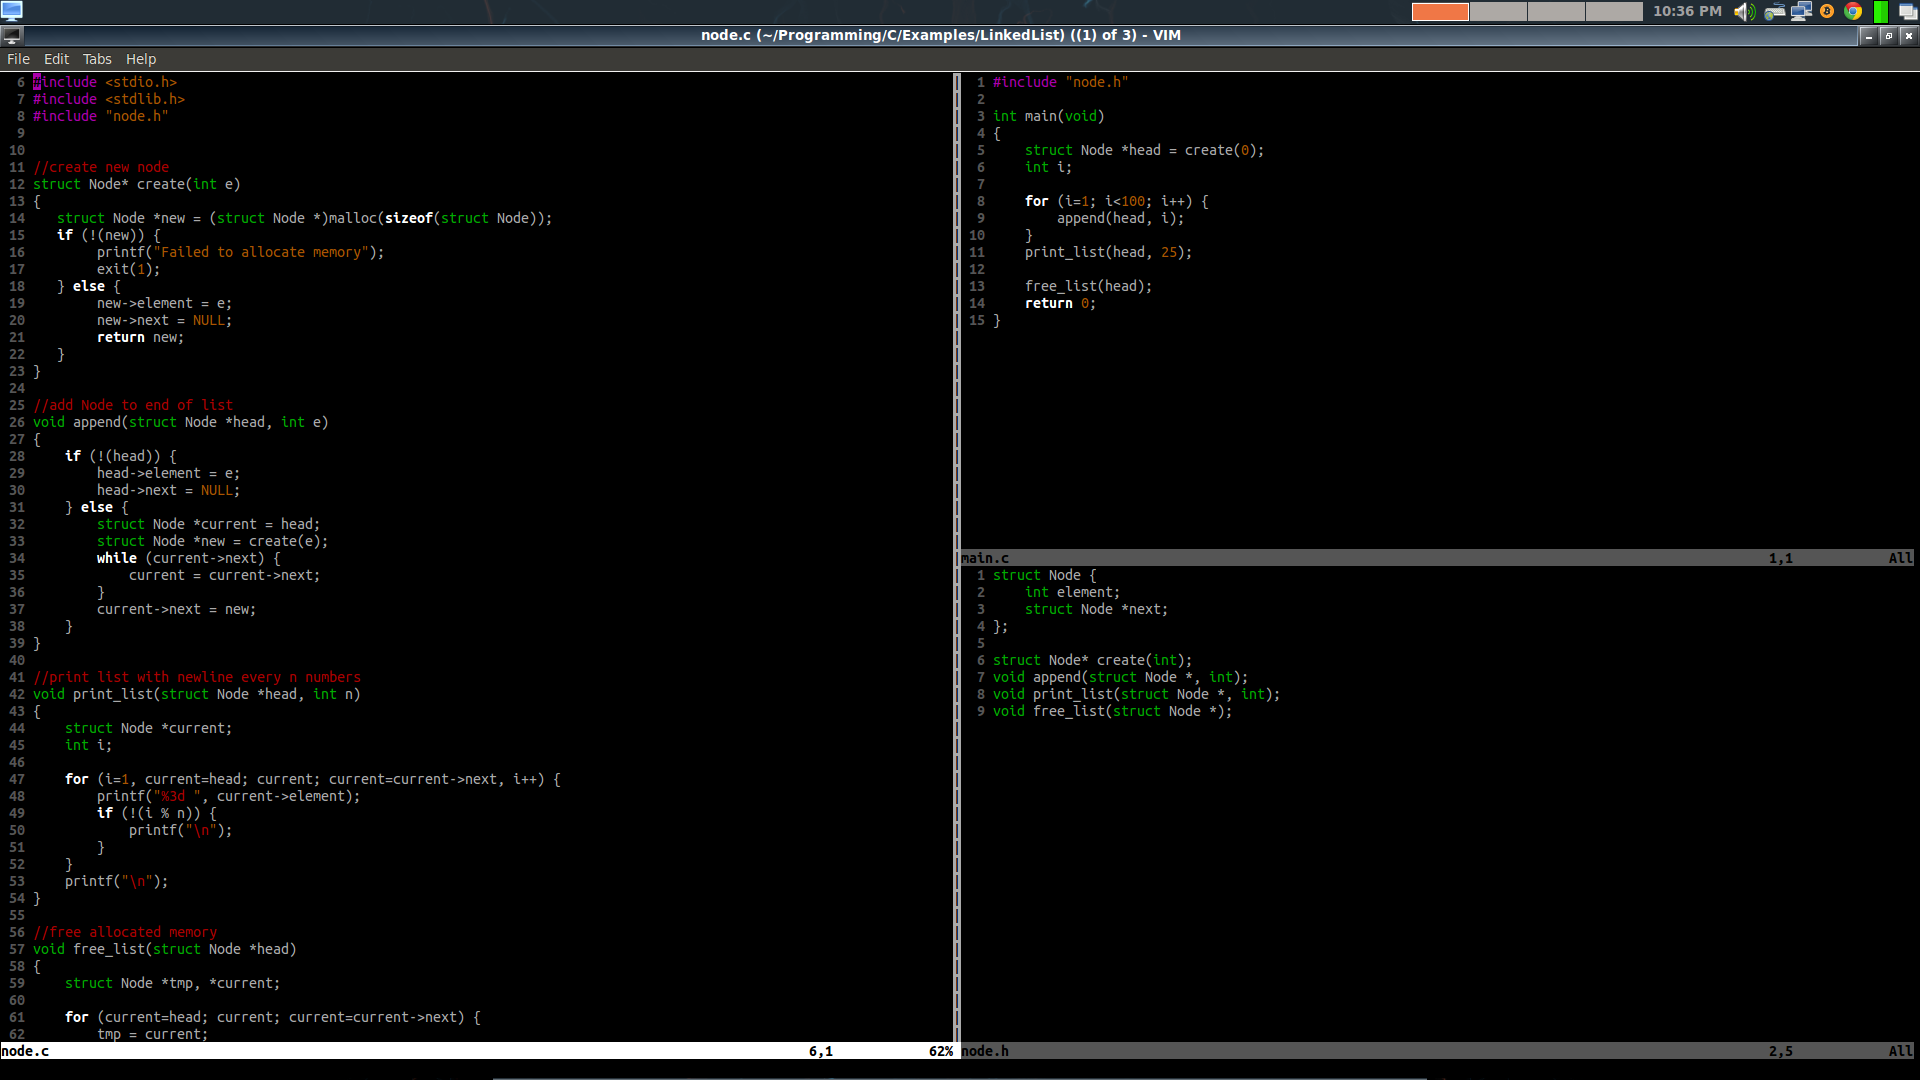 10:36 PM
node.c (~/Programming/C/Examples/LinkedList) ((1) of 3) - VIM
File Edit Tabs Help
6 #include <stdio.h>
7 #include <stdlib.h>
8 #include "node.h"
9
10
11 //create new node
12 struct Node* create(int e)
13 {
14    struct Node *new = (struct Node *)malloc(sizeof(struct Node));
15    if (!(new)) {
16         printf("Failed to allocate memory");
17         exit(1);
18    } else {
19         new->element = e;
20         new->next = NULL;
21         return new;
22    }
23 }
24
25 //add Node to end of list
26 void append(struct Node *head, int e)
27 {
28     if (!(head)) {
29         head->element = e;
30         head->next = NULL;
31     } else {
32         struct Node *current = head;
33         struct Node *new = create(e);
34         while (current->next) {
35             current = current->next;
36         }
37         current->next = new;
38     }
39 }
40
41 //print list with newline every n numbers
42 void print_list(struct Node *head, int n)
43 {
44     struct Node *current;
45     int i;
46
47     for (i=1, current=head; current; current=current->next, i++) {
48         printf("%3d ", current->element);
49         if (!(i % n)) {
50             printf("\n");
51         }
52     }
53     printf("\n");
54 }
55
56 //free allocated memory
57 void free_list(struct Node *head)
58 {
59     struct Node *tmp, *current;
60
61     for (current=head; current; current=current->next) {
62         tmp = current;
node.c 6,1 62%
1 #include "node.h"
2
3 int main(void)
4 {
5     struct Node *head = create(0);
6     int i;
7
8     for (i=1; i<100; i++) {
9         append(head, i);
10     }
11     print_list(head, 25);
12
13     free_list(head);
14     return 0;
15 }
main.c 1,1 All
1 struct Node {
2     int element;
3     struct Node *next;
4 };
5
6 struct Node* create(int);
7 void append(struct Node *, int);
8 void print_list(struct Node *, int);
9 void free_list(struct Node *);
node.h 2,5 All